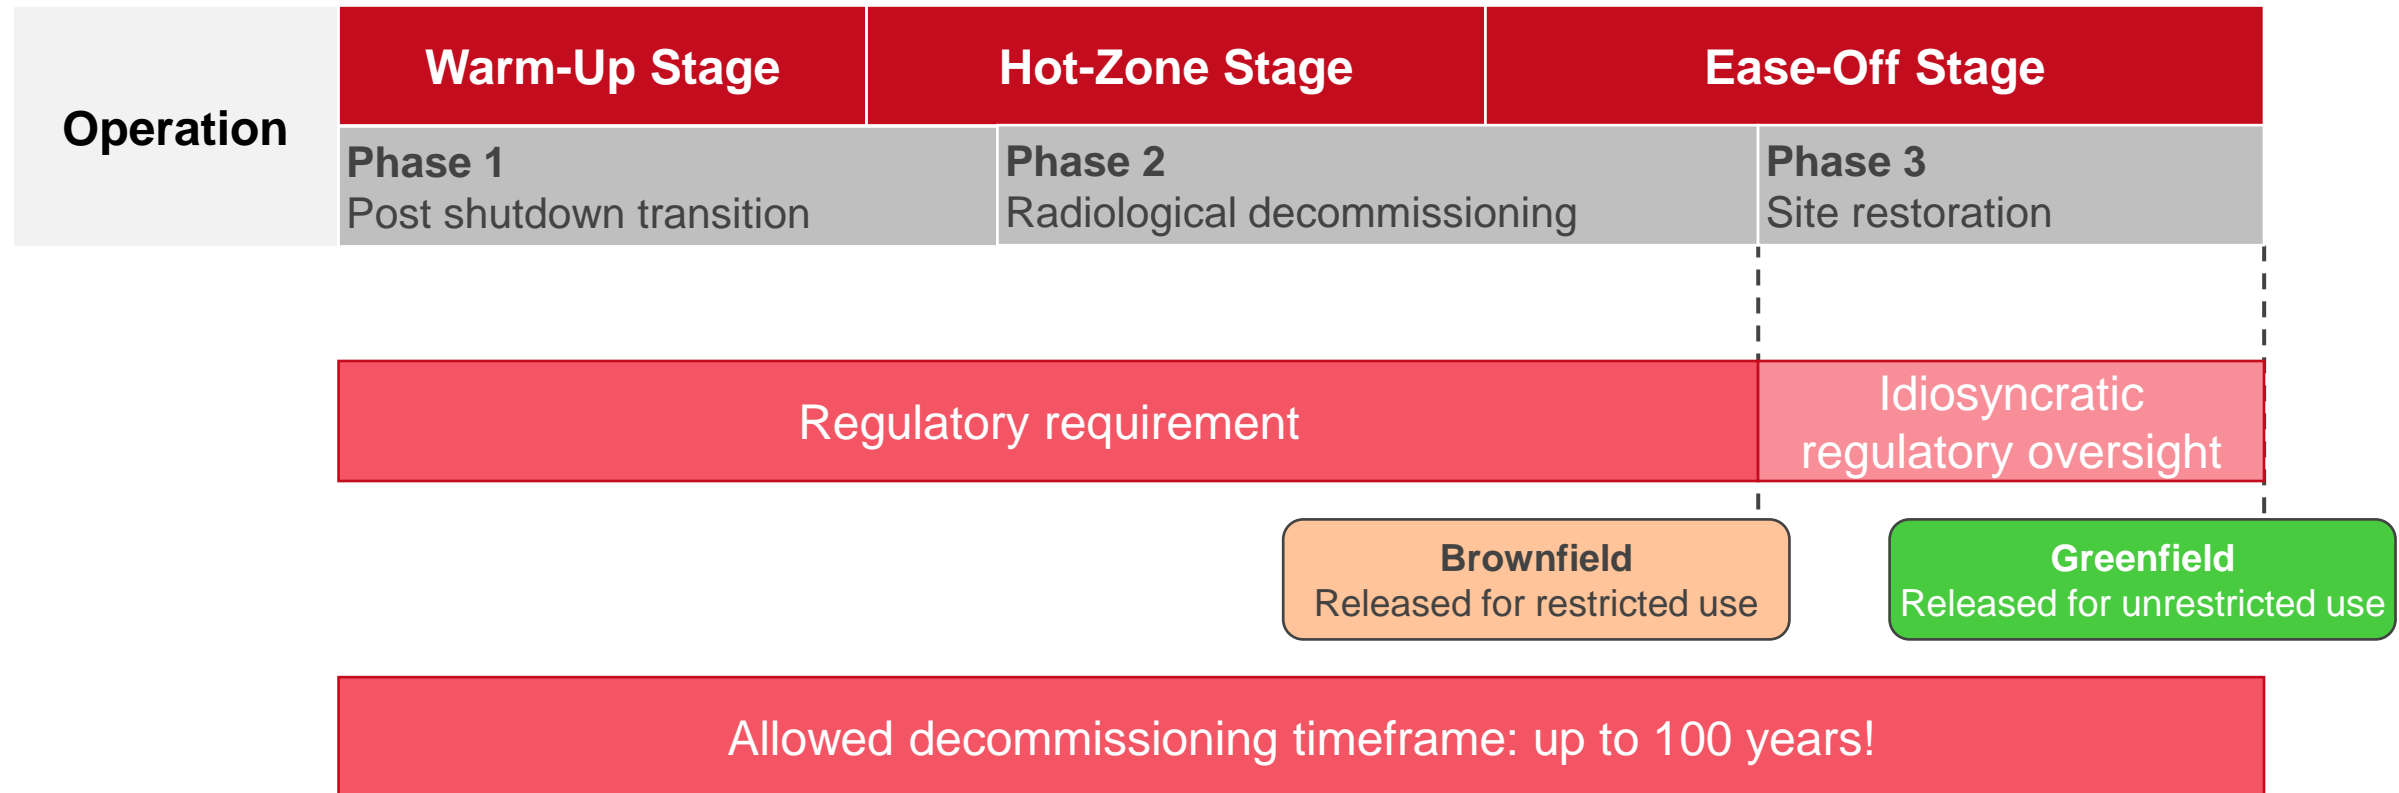 Operation
Warm-Up Stage
Hot-Zone Stage
Ease-Off Stage
Phase 1
Post shutdown transition
Phase 2
Radiological decommissioning
Phase 3
Site restoration
Regulatory requirement
Idiosyncratic
regulatory oversight
Brownfield
Released for restricted use
Greenfield
Released for unrestricted use
Allowed decommissioning timeframe: up to 100 years!